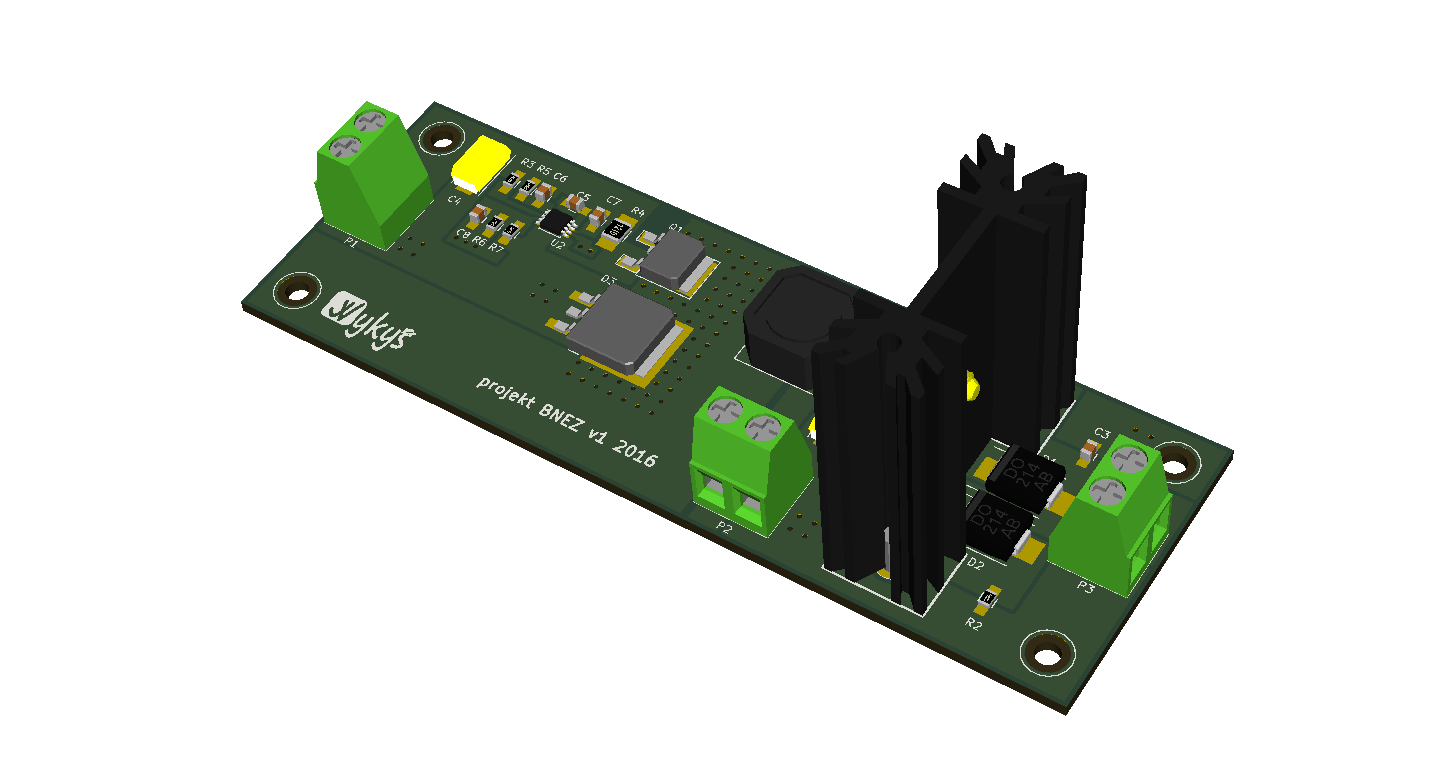 R3 R5 C6
C5
C7
R4
Q1
C4
C8 R6 R7
U2
P1
D3
Wykys
projekt BNEZ v1 2016
P2
C3
DO
214
AB
DO
214
AB
D2
P3
R2